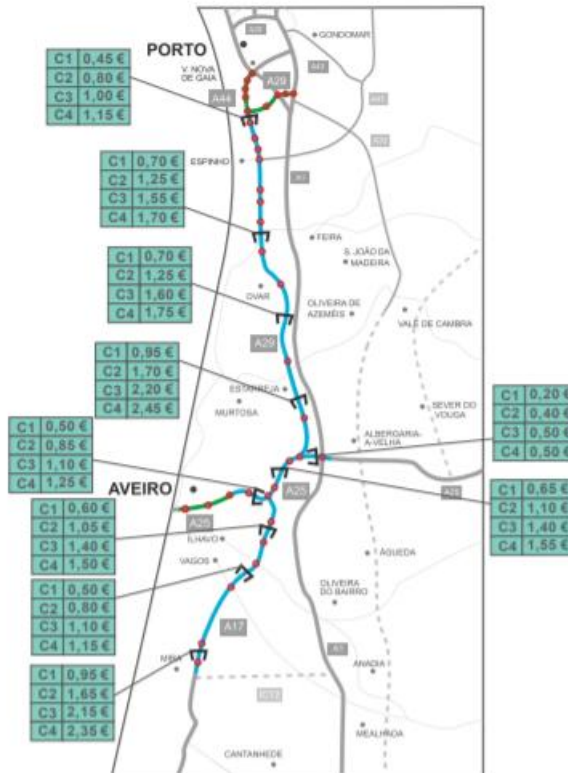 PORTO
GONDOMAR
V. NOVA
DE GAIA
A29
A44
ESPINHO
C1 0,45 €
C2 0,80 €
C3 1,00 €
C4 1,15 €
C1 0,70 €
C2 1,25 €
C3 1,55 €
C4 1,70 €
FEIRA
S. JOÃO DA
MADEIRA
C1 0,70 €
C2 1,25 €
C3 1,60 €
C4 1,75 €
OVAR
OLIVEIRA DE
AZEMÉIS
VALE DE CAMBRA
A29
C1 0,95 €
C2 1,70 €
C3 2,20 €
C4 2,45 €
ESTARREJA
MURTOSA
SEVER DO
VOUGA
C1 0,20 €
C2 0,40 €
C3 0,50 €
C4 0,50 €
C1 0,50 €
C2 0,85 €
C3 1,10 €
C4 1,25 €
ALBERGARIA-
A-VELHA
AVEIRO
A25
A25
A25
C1 0,65 €
C2 1,10 €
C3 1,40 €
C4 1,55 €
C1 0,60 €
C2 1,05 €
C3 1,40 €
C4 1,50 €
ÍLHAVO
VAGOS
ÁGUEDA
C1 0,50 €
C2 0,80 €
C3 1,10 €
C4 1,15 €
OLIVEIRA
DO BAIRRO
A17
A1
MIRA
ANADIA
C1 0,95 €
C2 1,65 €
C3 2,15 €
C4 2,35 €
MEALHADA
CANTANHEDE